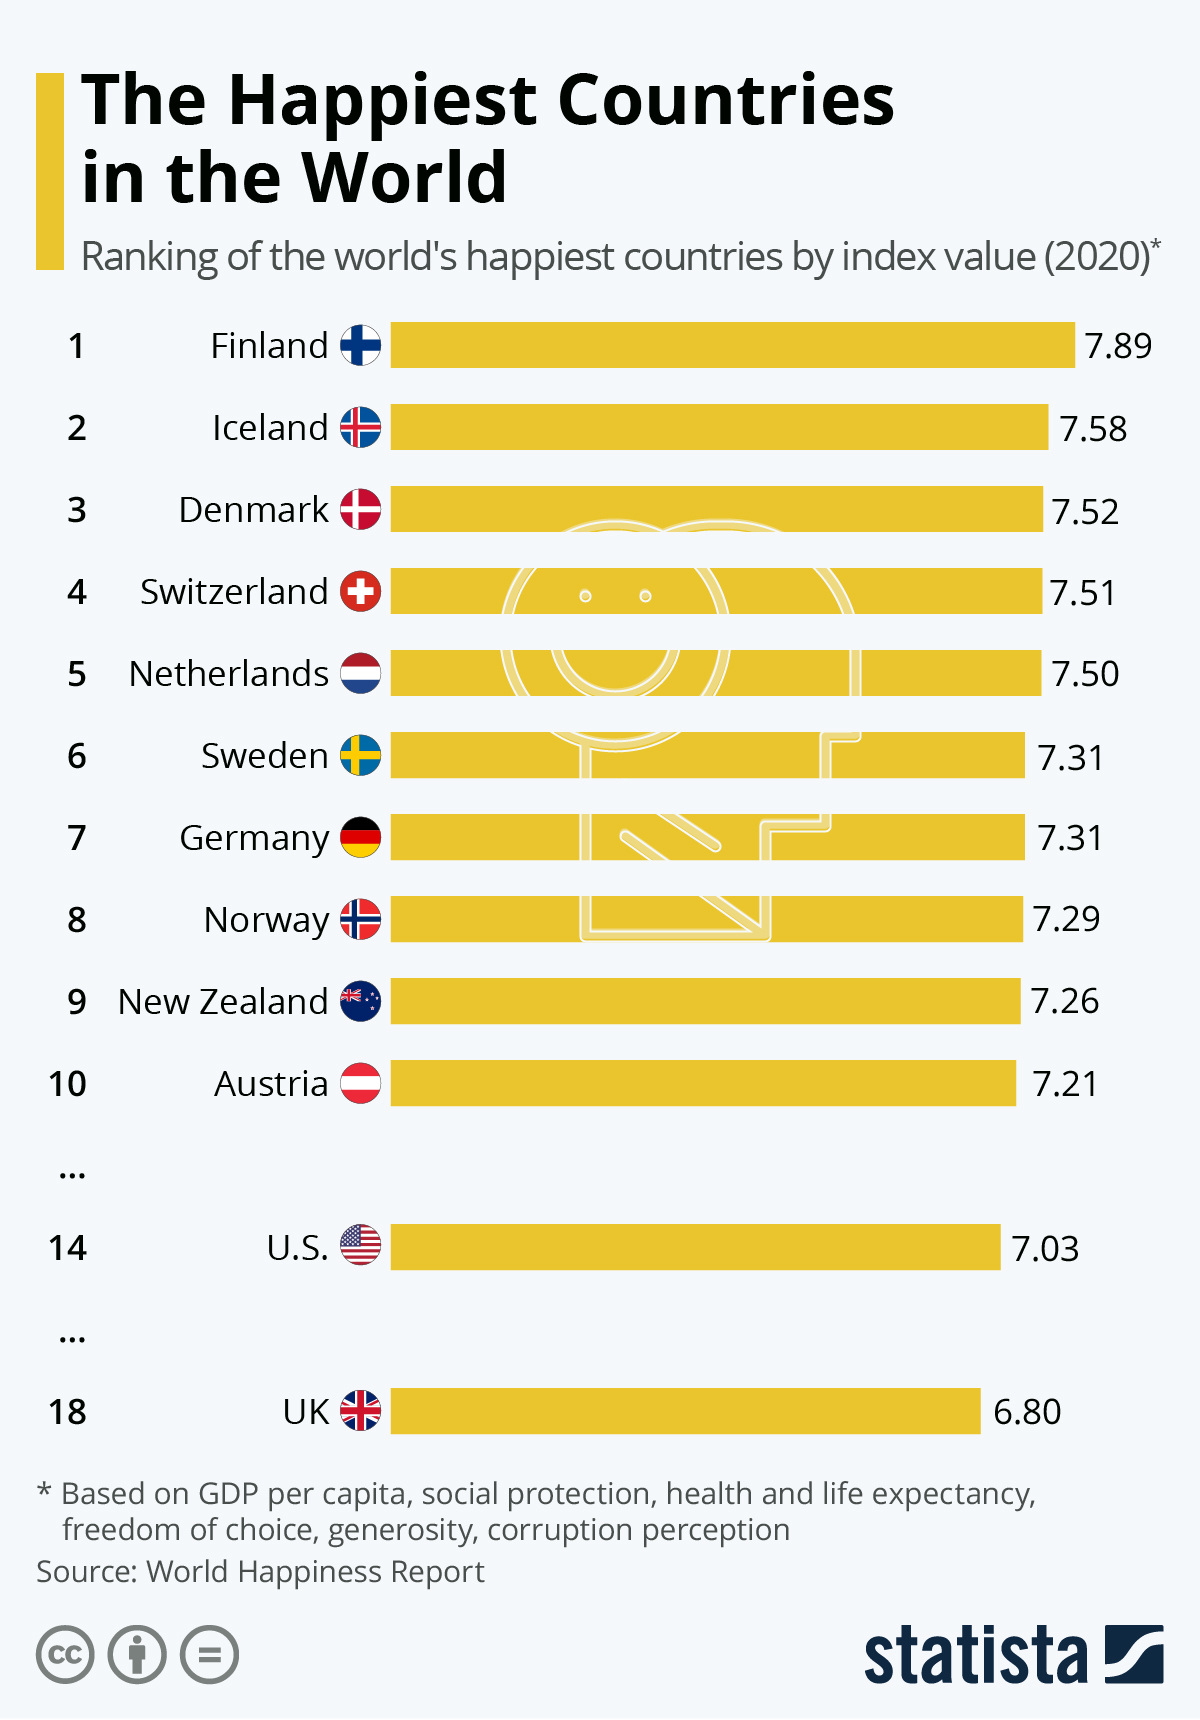 The Happiest Countries
in the World
Ranking of the world's happiest countries by index value (2020)*
1 Finland 7.89
2 Iceland 7.58
3 Denmark 7.52
4 Switzerland 7.51
5 Netherlands 7.50
6 Sweden 7.31
7 Germany 7.31
8 Norway 7.29
9 New Zealand 7.26
10 Austria 7.21
...
14 U.S. 7.03
...
18 UK 6.80
* Based on GDP per capita, social protection, health and life expectancy,
freedom of choice, generosity, corruption perception
Source: World Happiness Report
cc = statista